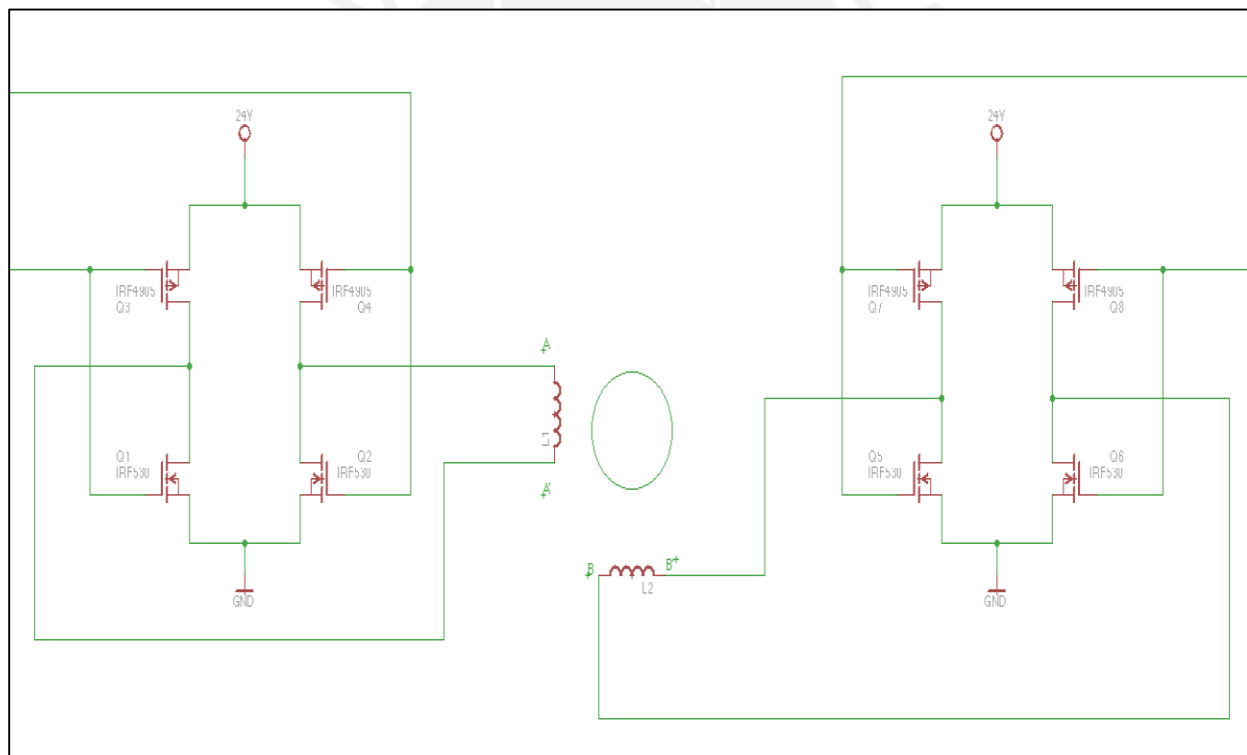 24V
24V
IRF4905
Q3
IRF4905
Q4
IRF4905
Q7
IRF4905
Q8
A
L1
A'
Q1
IRF530
Q2
IRF530
Q5
IRF530
Q6
IRF530
B
B'
L2
GND
GND